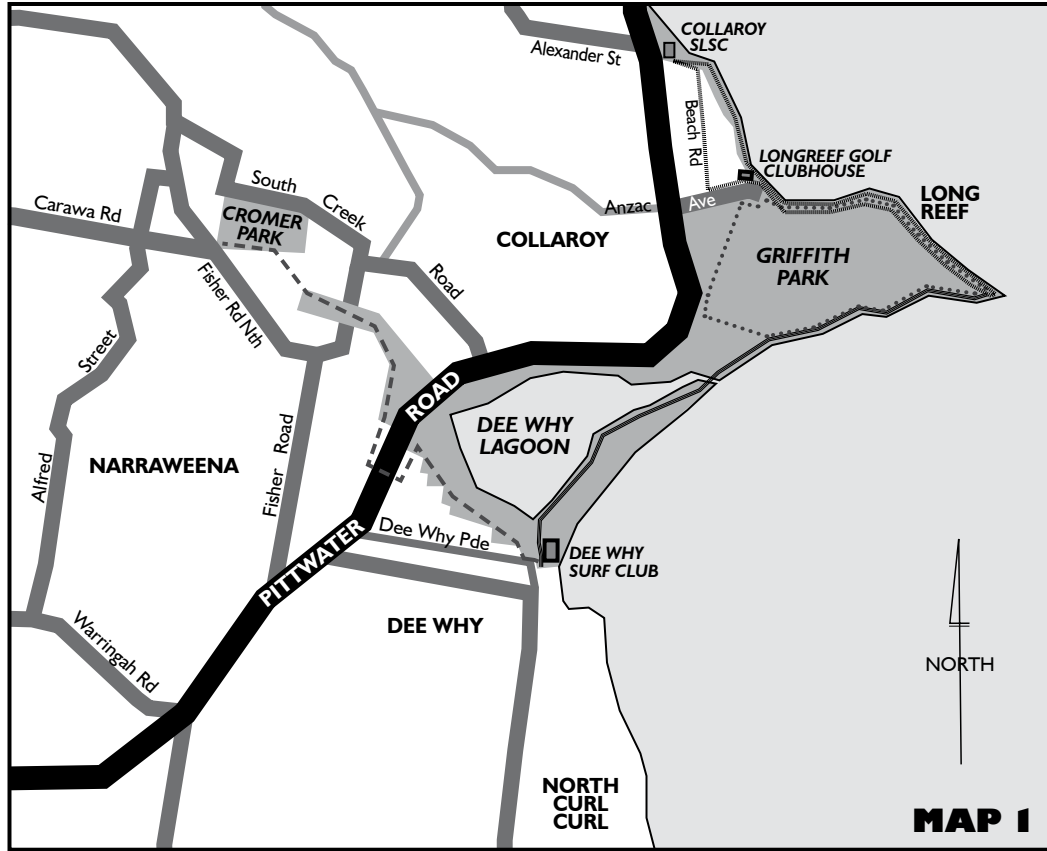 COLLAROY
SLSC
Alexander St
Beach Rd
LONGREEF GOLF
CLUBHOUSE
South
Creek
Road
Carawa Rd
CROMER
PARK
Anzac
Ave
LONG
REEF
COLLAROY
GRIFFITH
PARK
Fisher Rd Nth
Street
Alfred
ROAD
DEE WHY
LAGOON
NARRAWEENA
Fisher Road
PITTWATER
Dee Why Pde
DEE WHY
SURF CLUB
Warringah Rd
DEE WHY
NORTH
NORTH
CURL
CURL
MAP 1